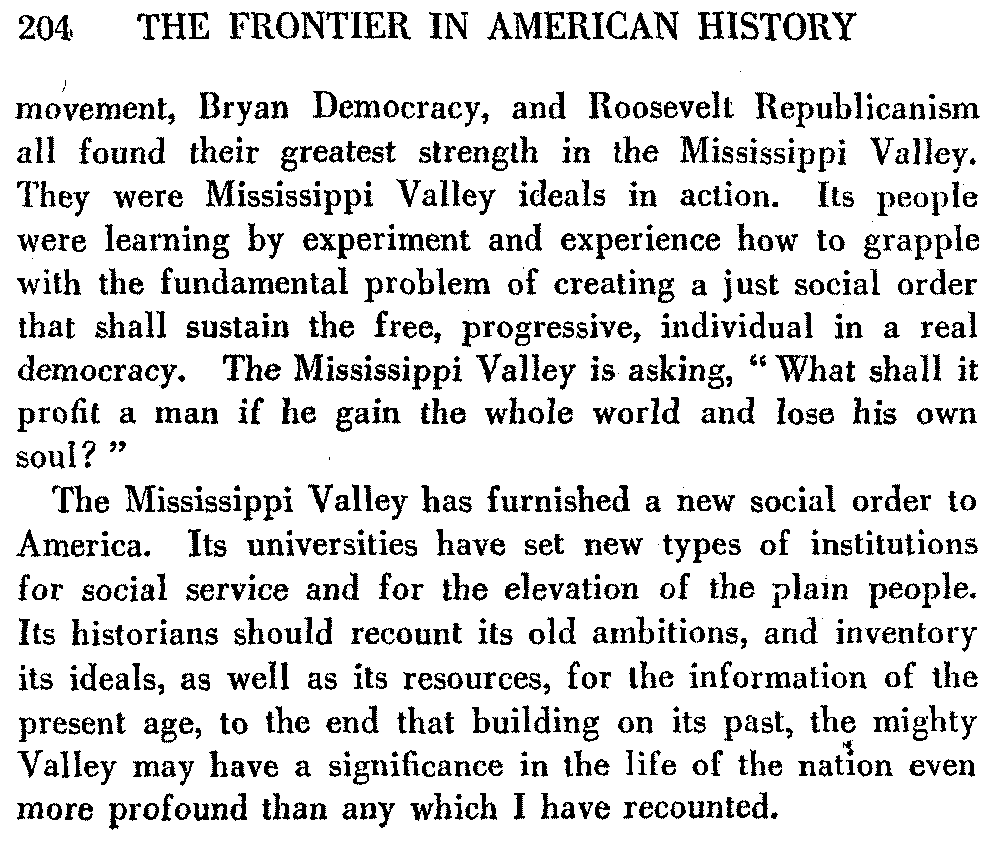 204 THE FRONTIER IN AMERICAN HISTORY
movement, Bryan Democracy, and Roosevelt Republicanism
all found their greatest strength in the Mississippi Valley.
They were Mississippi Valley ideals in action. Its people
were learning by experiment and experience how to grapple
with the fundamental problem of creating a just social order
that shall sustain the free, progressive, individual in a real
democracy. The Mississippi Valley is asking, “ What shall it
profit a man if he gain the whole world and lose his own
soul? ”
The Mississippi Valley has furnished a new social order to
America. Its universities have set new types of institutions
for social service and for the elevation of the plain people.
Its historians should recount its old ambitions, and inventory
its ideals, as well as its resources, for the information of the
present age, to the end that building on its past, the mighty
Valley may have a significance in the life of the nation even
more profound than any which I have recounted.